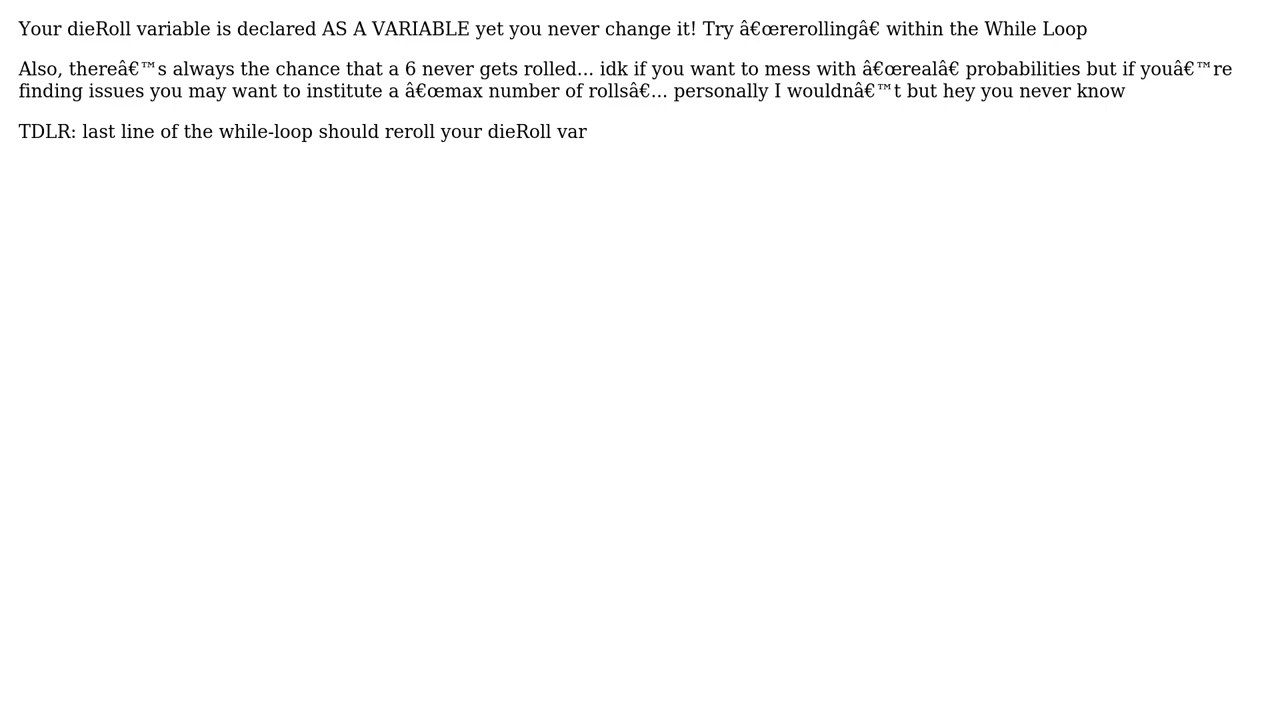 Your dieRoll variable is declared AS A VARIABLE yet you never change it! Try â€œrerollingâ€ within the While Loop
Also, thereâ€™s always the chance that a 6 never gets rolled… idk if you want to mess with â€œrealâ€ probabilities but if youâ€™re
finding issues you may want to institute a â€œmax number of rollsâ€… personally I wouldnâ€™t but hey you never know
TDLR: last line of the while-loop should reroll your dieRoll var